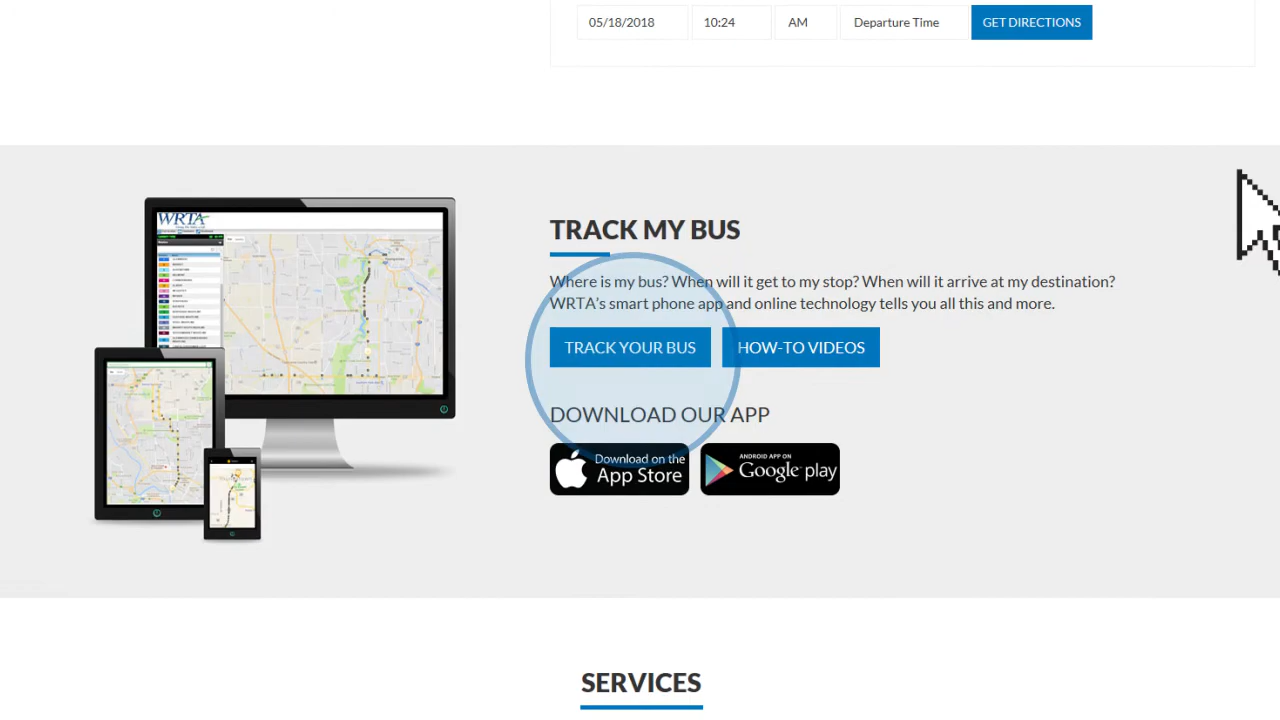 05/18/2018 10:24 AM Departure Time GET DIRECTIONS
WRTA
TRACK MY BUS
Where is my bus? When will it get to my stop? When will it arrive at my destination?
WRTA's smart phone app and online technology tells you all this and more.
TRACK YOUR BUS HOW-TO VIDEOS
DOWNLOAD OUR APP
Download on the
App Store
ANDROID APP ON
Google play
SERVICES